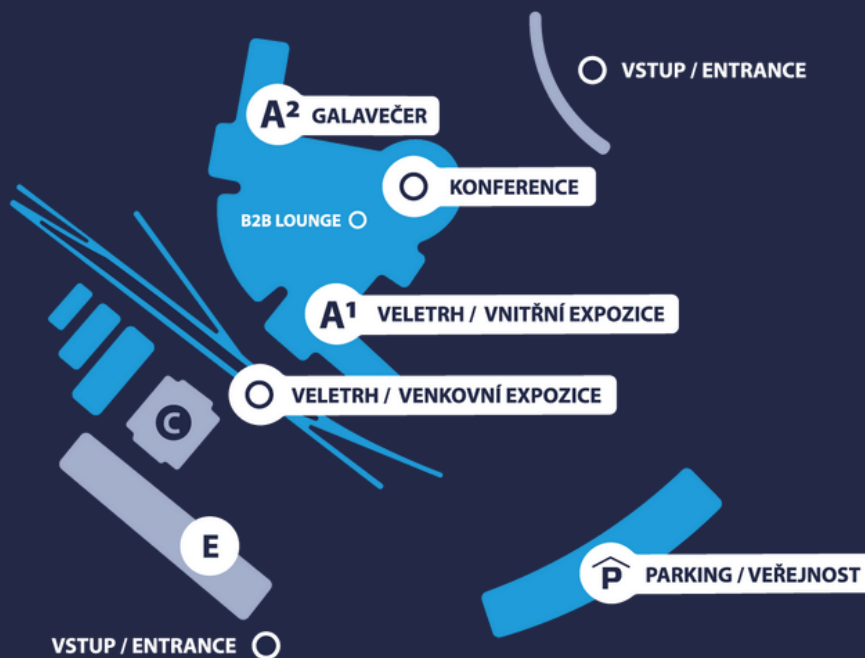 VSTUP / ENTRANCE
A² GALAVEČER
KONFERENCE
B2B LOUNGE
A¹ VELETRH / VNITŘNÍ EXPOZICE
VELETRH / VENKOVNÍ EXPOZICE
C
E
P PARKING / VEŘEJNOST
VSTUP / ENTRANCE